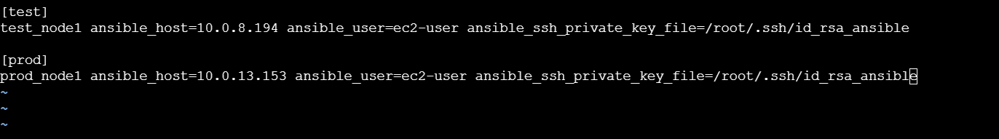 [test]
test_node1 ansible_host=10.0.8.194 ansible_user=ec2-user ansible_ssh_private_key_file=/root/.ssh/id_rsa_ansible
[prod]
prod_node1 ansible_host=10.0.13.153 ansible_user=ec2-user ansible_ssh_private_key_file=/root/.ssh/id_rsa_ansible
~
~
~